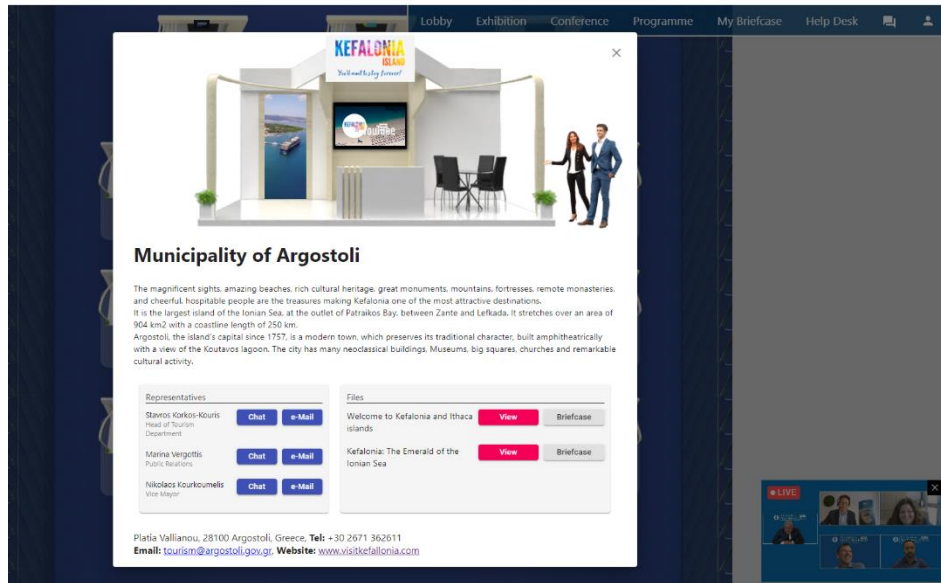 Lobby Exhibition Conference Programme My Briefcase Help Desk
KEFALONIA
ISLAND
You'll want to stay forever!
Municipality of Argostoli
The magnificent sights, amazing beaches, rich cultural heritage, great monuments, mountains, fortresses, remote monasteries,
and cheerful, hospitable people are the treasures making Kefalonia one of the most attractive destinations.
It is the largest island of the Ionian Sea, at the outlet of Patraikos Bay, between Zante and Lefkada. It stretches over an area of
904 km2 with a coastline length of 250 km.
Argostoli, the island's capital since 1757, is a modern town, which preserves its traditional character, built amphitheatrically
with a view of the Koutavos lagoon. The city has many neoclassical buildings, Museums, big squares, churches and remarkable
cultural activity.
Representatives
Stavros Korkos-Kouris
Head of Tourism
Department
Chat e-Mail
Marina Vergottis
Public Relations
Chat e-Mail
Nikolaos Kourkoumelis
Vice Mayor
Chat e-Mail
Files
Welcome to Kefalonia and Ithaca
islands
View Briefcase
Kefalonia: The Emerald of the
Ionian Sea
View Briefcase
Platia Vallianou, 28100 Argostoli, Greece, Tel: +30 2671 362611
Email: tourism@argostoli.gov.gr, Website: www.visitkefallonia.com
LIVE